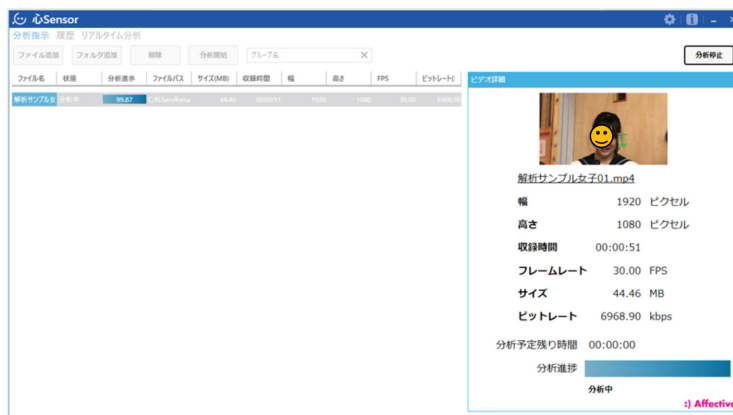 心Sensor
分析指示 履歴 リアルタイム分析
ファイル追加 フォルダ追加 削除 分析開始 グループ名 × 分析停止
ファイル名 状態 分析進歩 ファイルパス サイズ(MB) 収録時間 幅 高さ FPS ビットレート(
解析サンプル女 分析中 99.87 44.46 00:00:51 1920 1080 30.00 6968.90
ビデオ詳細
解析サンプル女子01.mp4
幅 1920 ピクセル
高さ 1080 ピクセル
収録時間 00:00:51
フレームレート 30.00 FPS
サイズ 44.46 MB
ビットレート 6968.90 kbps
分析予定残り時間 00:00:00
分析進捗
分析中
:) Affectiva